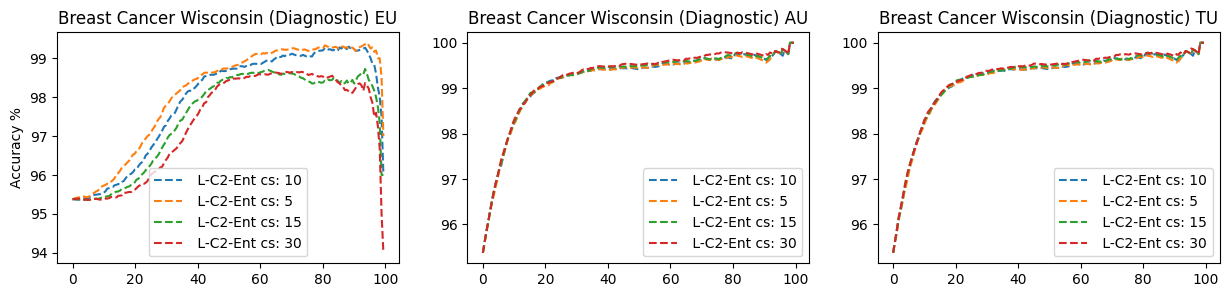 Breast Cancer Wisconsin (Diagnostic) EU
Accuracy %
99
98
97
96
95
94
0 20 40 60 80 100
L-C2-Ent cs: 10
L-C2-Ent cs: 5
L-C2-Ent cs: 15
L-C2-Ent cs: 30
Breast Cancer Wisconsin (Diagnostic) AU
100
99
98
97
96
0 20 40 60 80 100
L-C2-Ent cs: 10
L-C2-Ent cs: 5
L-C2-Ent cs: 15
L-C2-Ent cs: 30
Breast Cancer Wisconsin (Diagnostic) TU
100
99
98
97
96
0 20 40 60 80 100
L-C2-Ent cs: 10
L-C2-Ent cs: 5
L-C2-Ent cs: 15
L-C2-Ent cs: 30